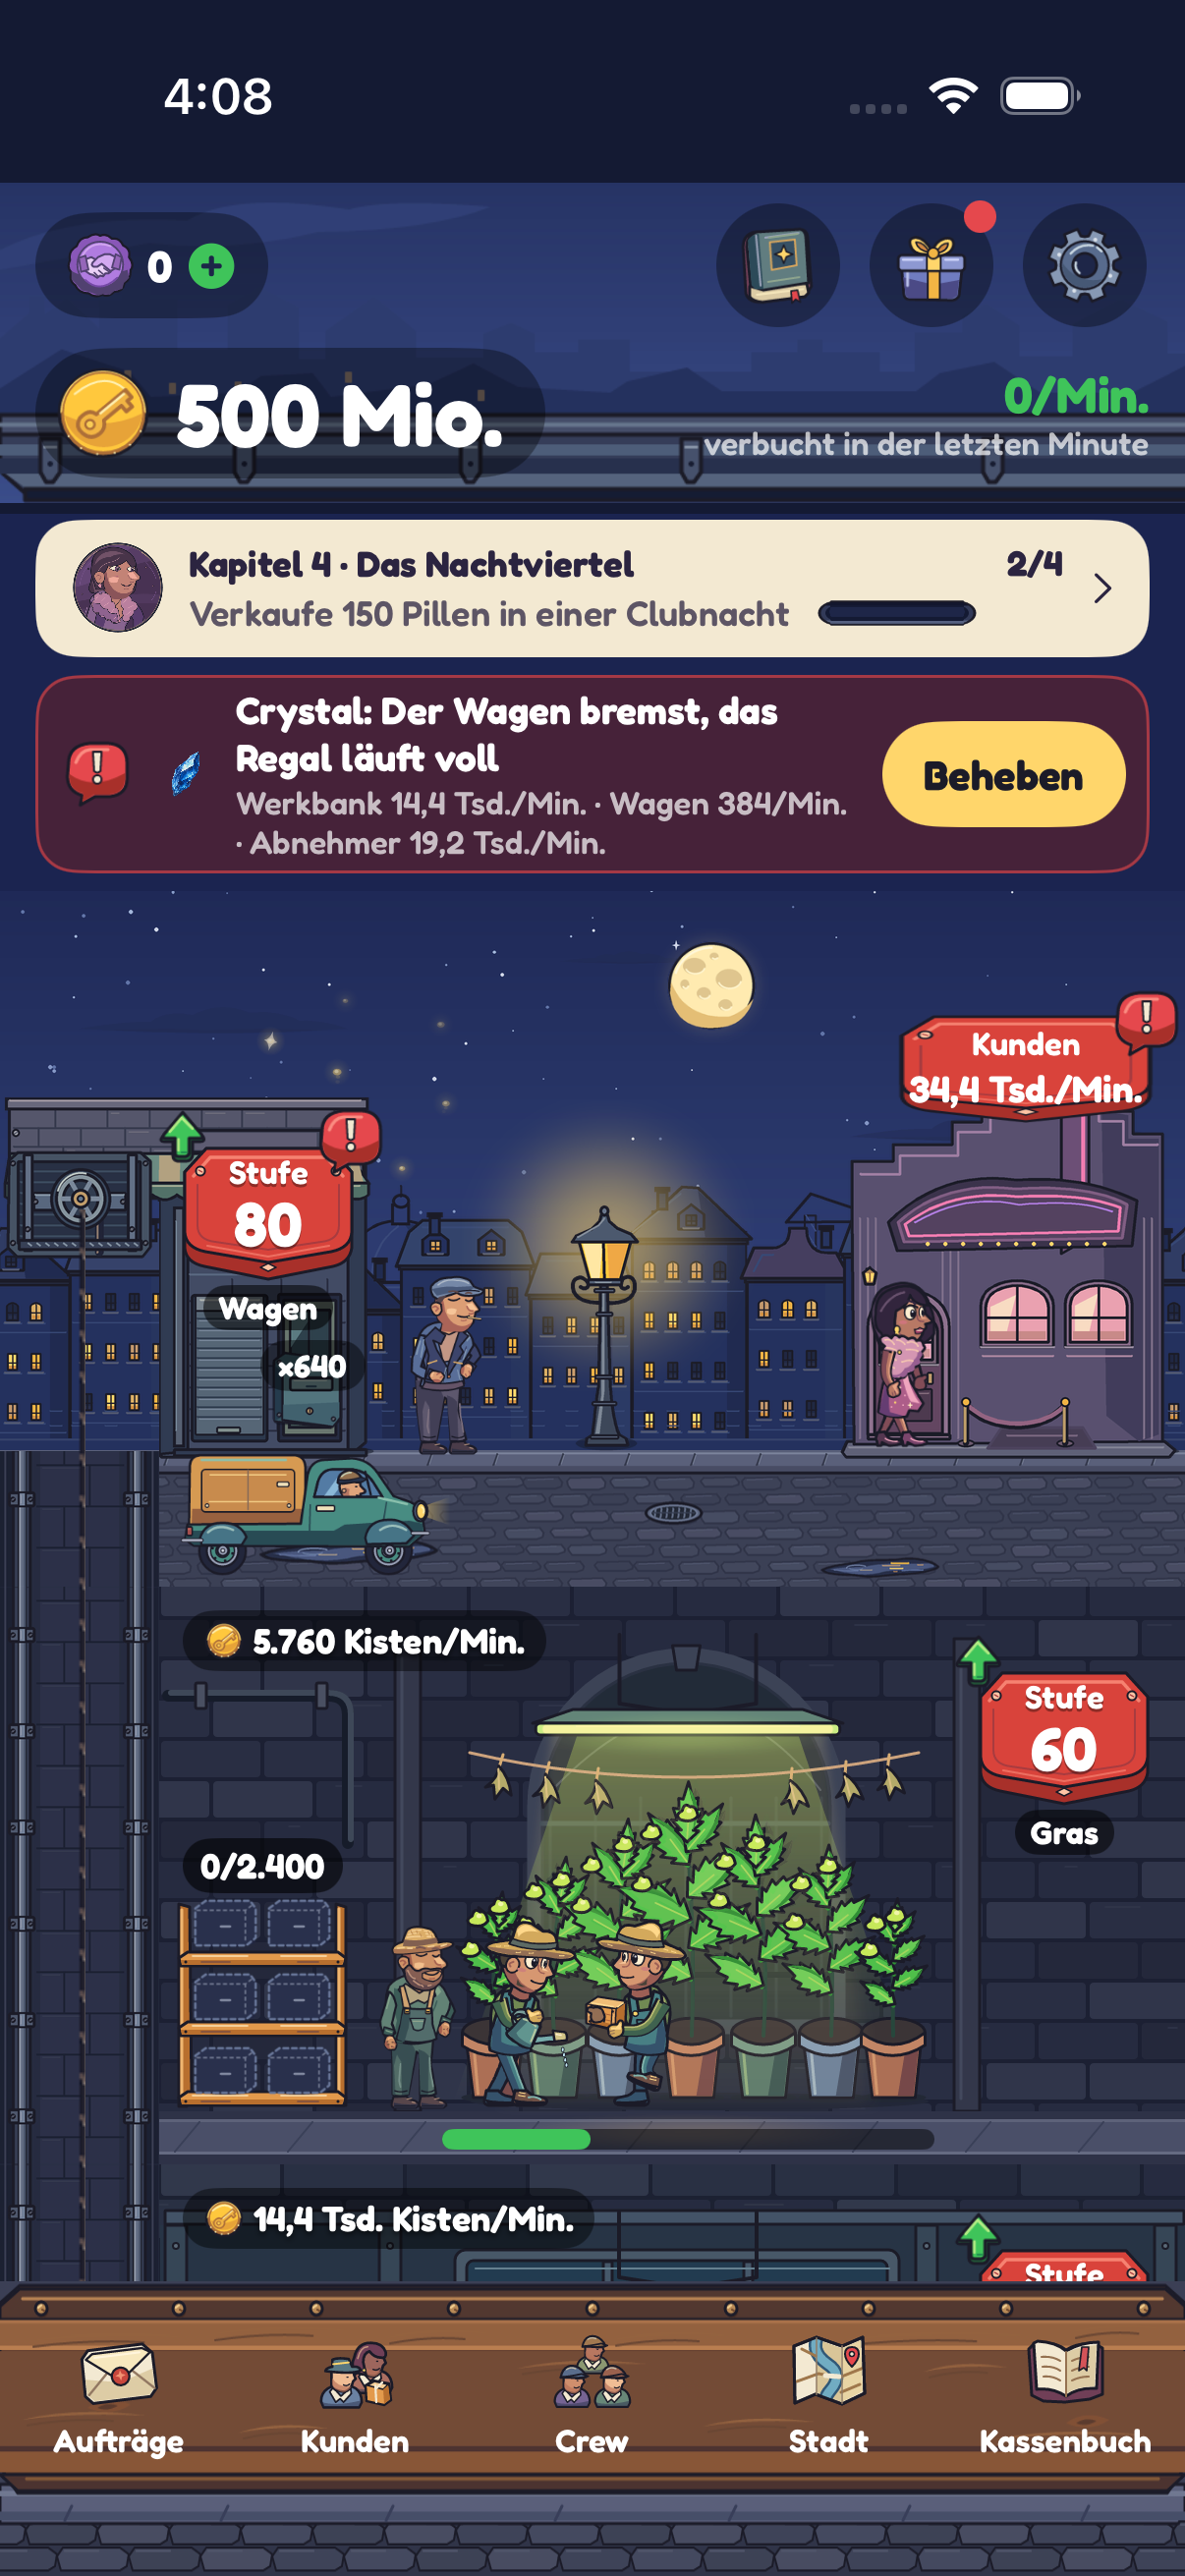 4:08
0
500 Mio.
0/Min.
verbucht in der letzten Minute
Kapitel 4 · Das Nachtviertel
2/4
Verkaufe 150 Pillen in einer Clubnacht
Crystal: Der Wagen bremst, das
Regal läuft voll
Werkbank 14,4 Tsd./Min. · Wagen 384/Min.
· Abnehmer 19,2 Tsd./Min.
Beheben
Kunden
34,4 Tsd./Min.
Stufe
80
Wagen
×640
5.760 Kisten/Min.
Stufe
60
Gras
0/2.400
14,4 Tsd. Kisten/Min.
Stufe
Aufträge
Kunden
Crew
Stadt
Kassenbuch